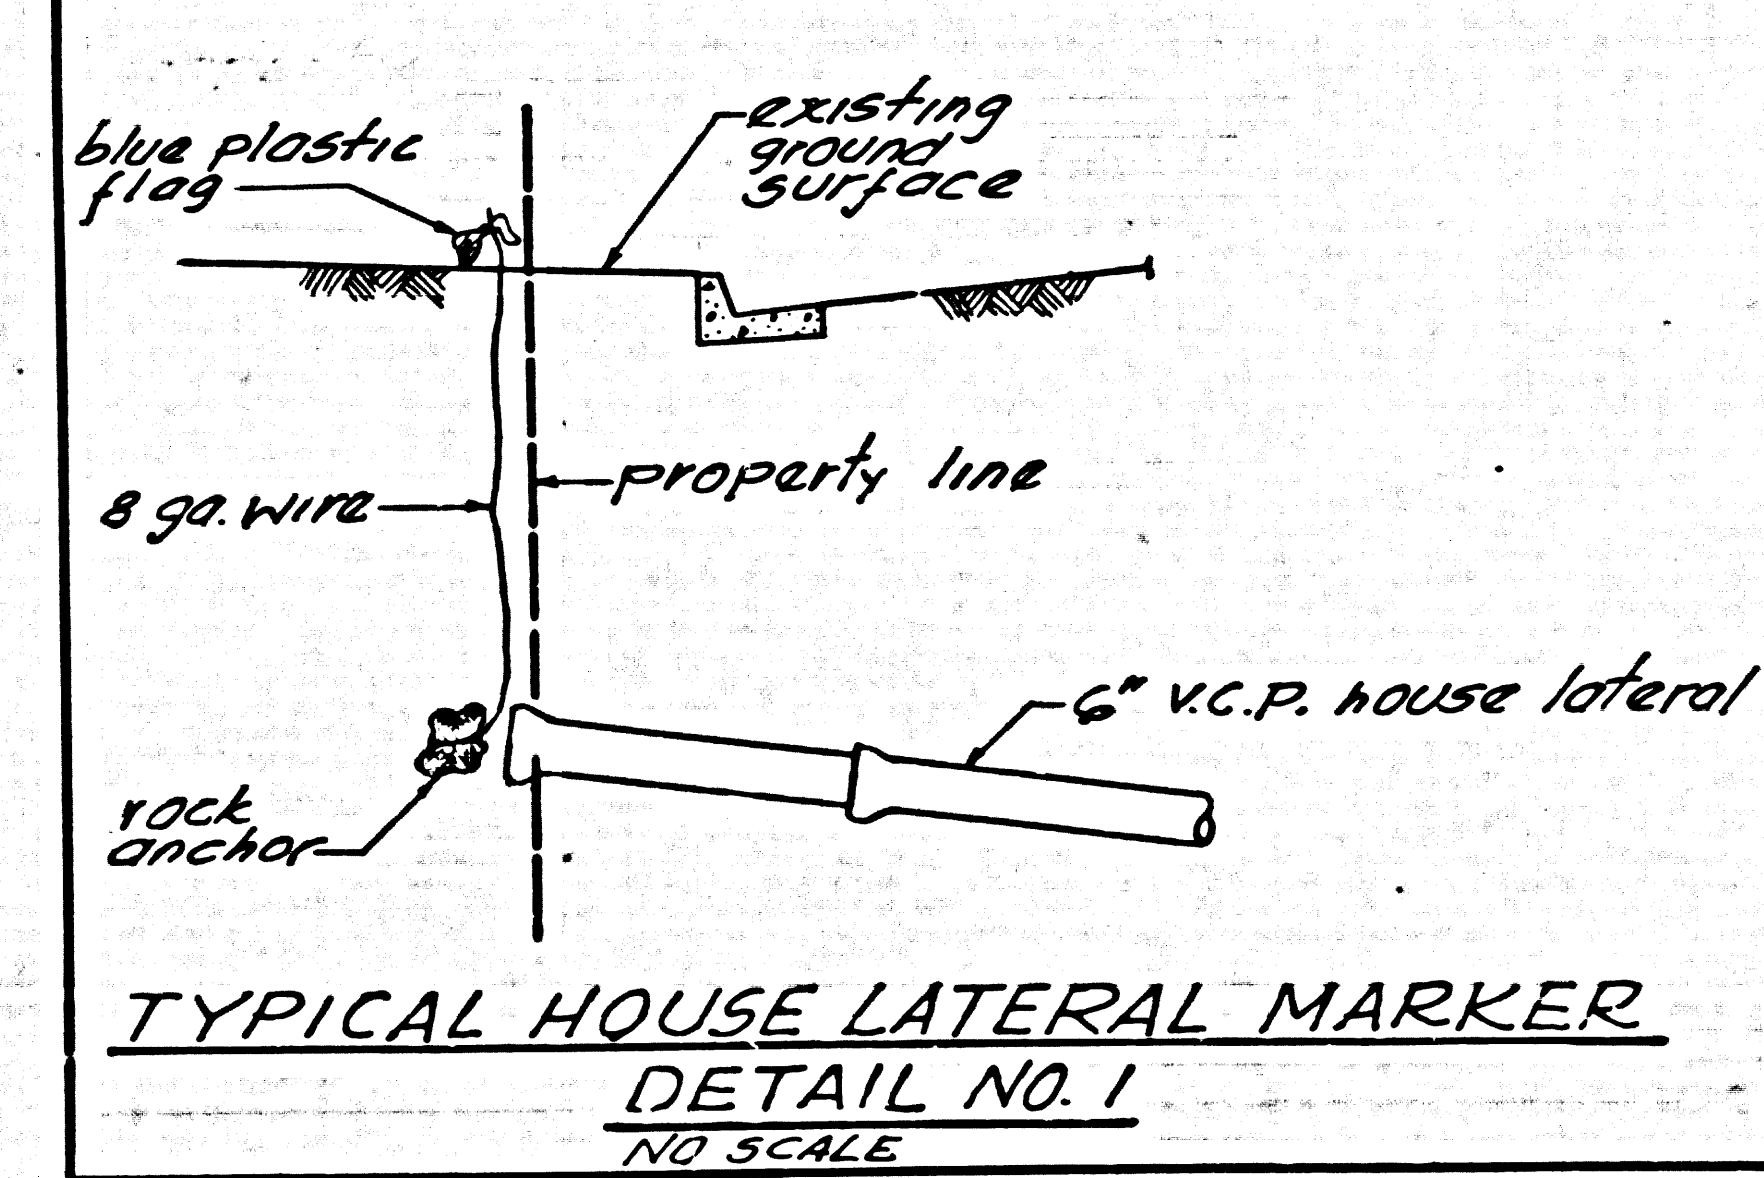 blue plastic
flag
existing
ground
surface
8 ga. wire
property line
6" V.C.P. house lateral
rock
anchor
TYPICAL HOUSE LATERAL MARKER
DETAIL NO. 1
NO SCALE